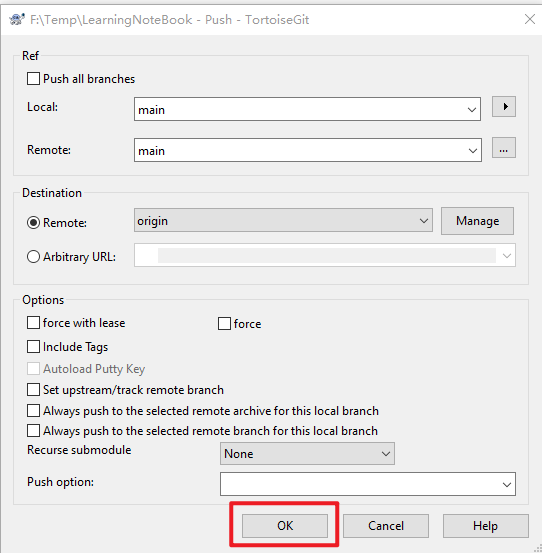 F:\Temp\LearningNoteBook - Push - TortoiseGit
Ref
Push all branches
Local:
main
Remote:
main
...
Destination
Remote:
origin
Manage
Arbitrary URL:
Options
force with lease
force
Include Tags
Autoload Putty Key
Set upstream/track remote branch
Always push to the selected remote archive for this local branch
Always push to the selected remote branch for this local branch
Recurse submodule
None
Push option:
OK
Cancel
Help